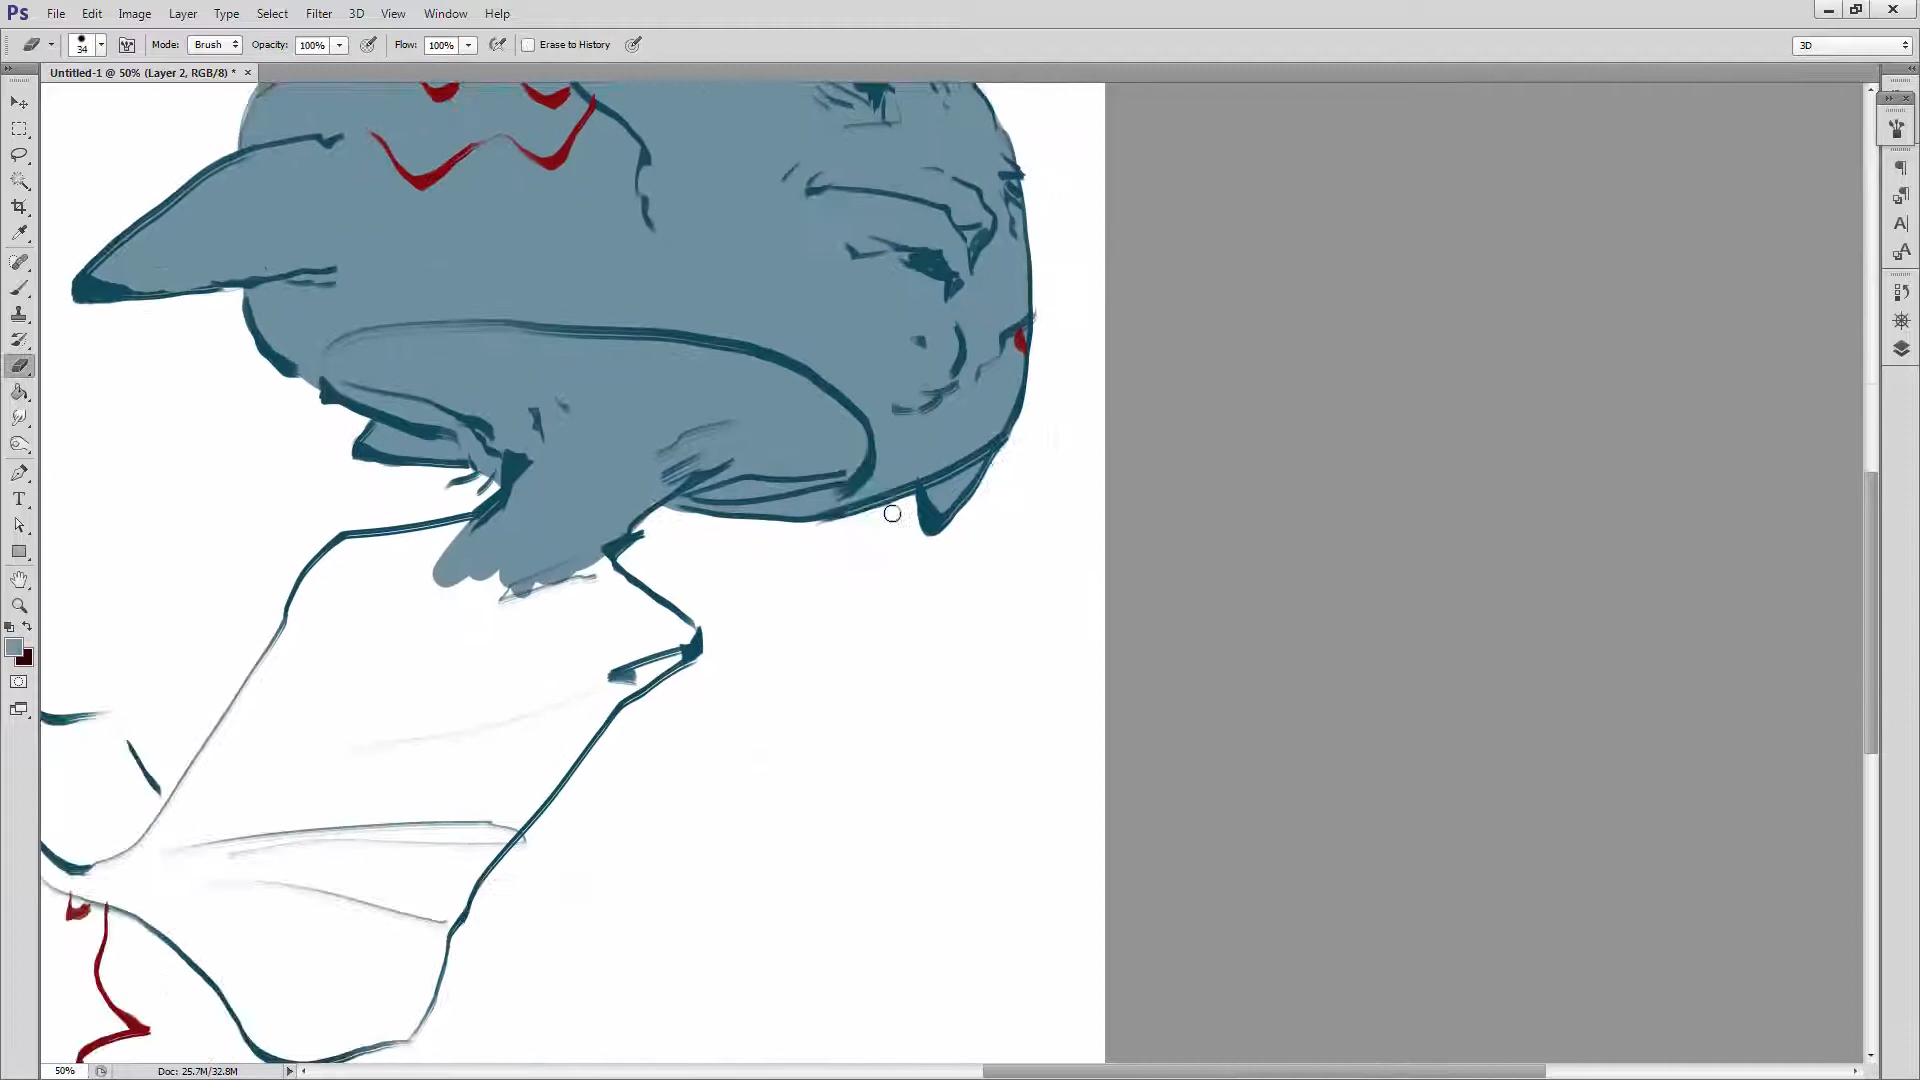 Ps File Edit Image Layer Type Select Filter 3D View Window Help
34 Mode: Brush Opacity: 100% Flow: 100% Erase to History 3D
Untitled-1 @ 50% (Layer 2, RGB/8) * ×
50% Doc: 25.7M/32.8M